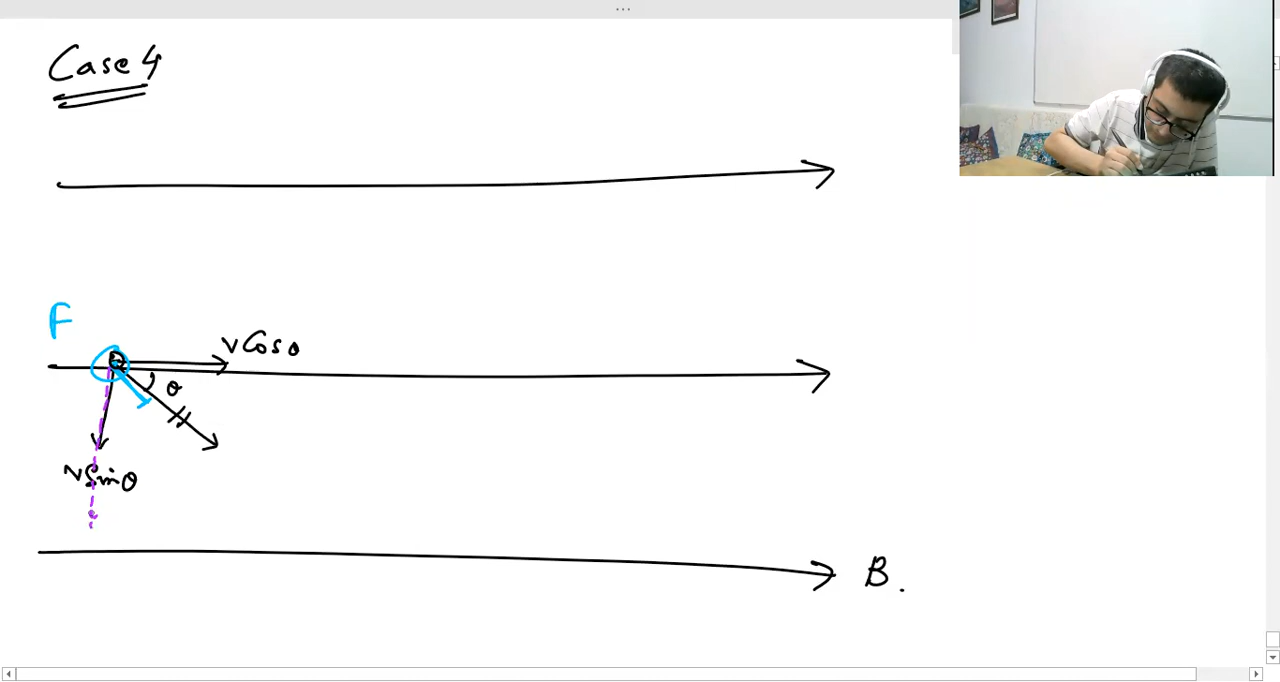 Case 4
F
vCosθ
θ
vSinθ
B.